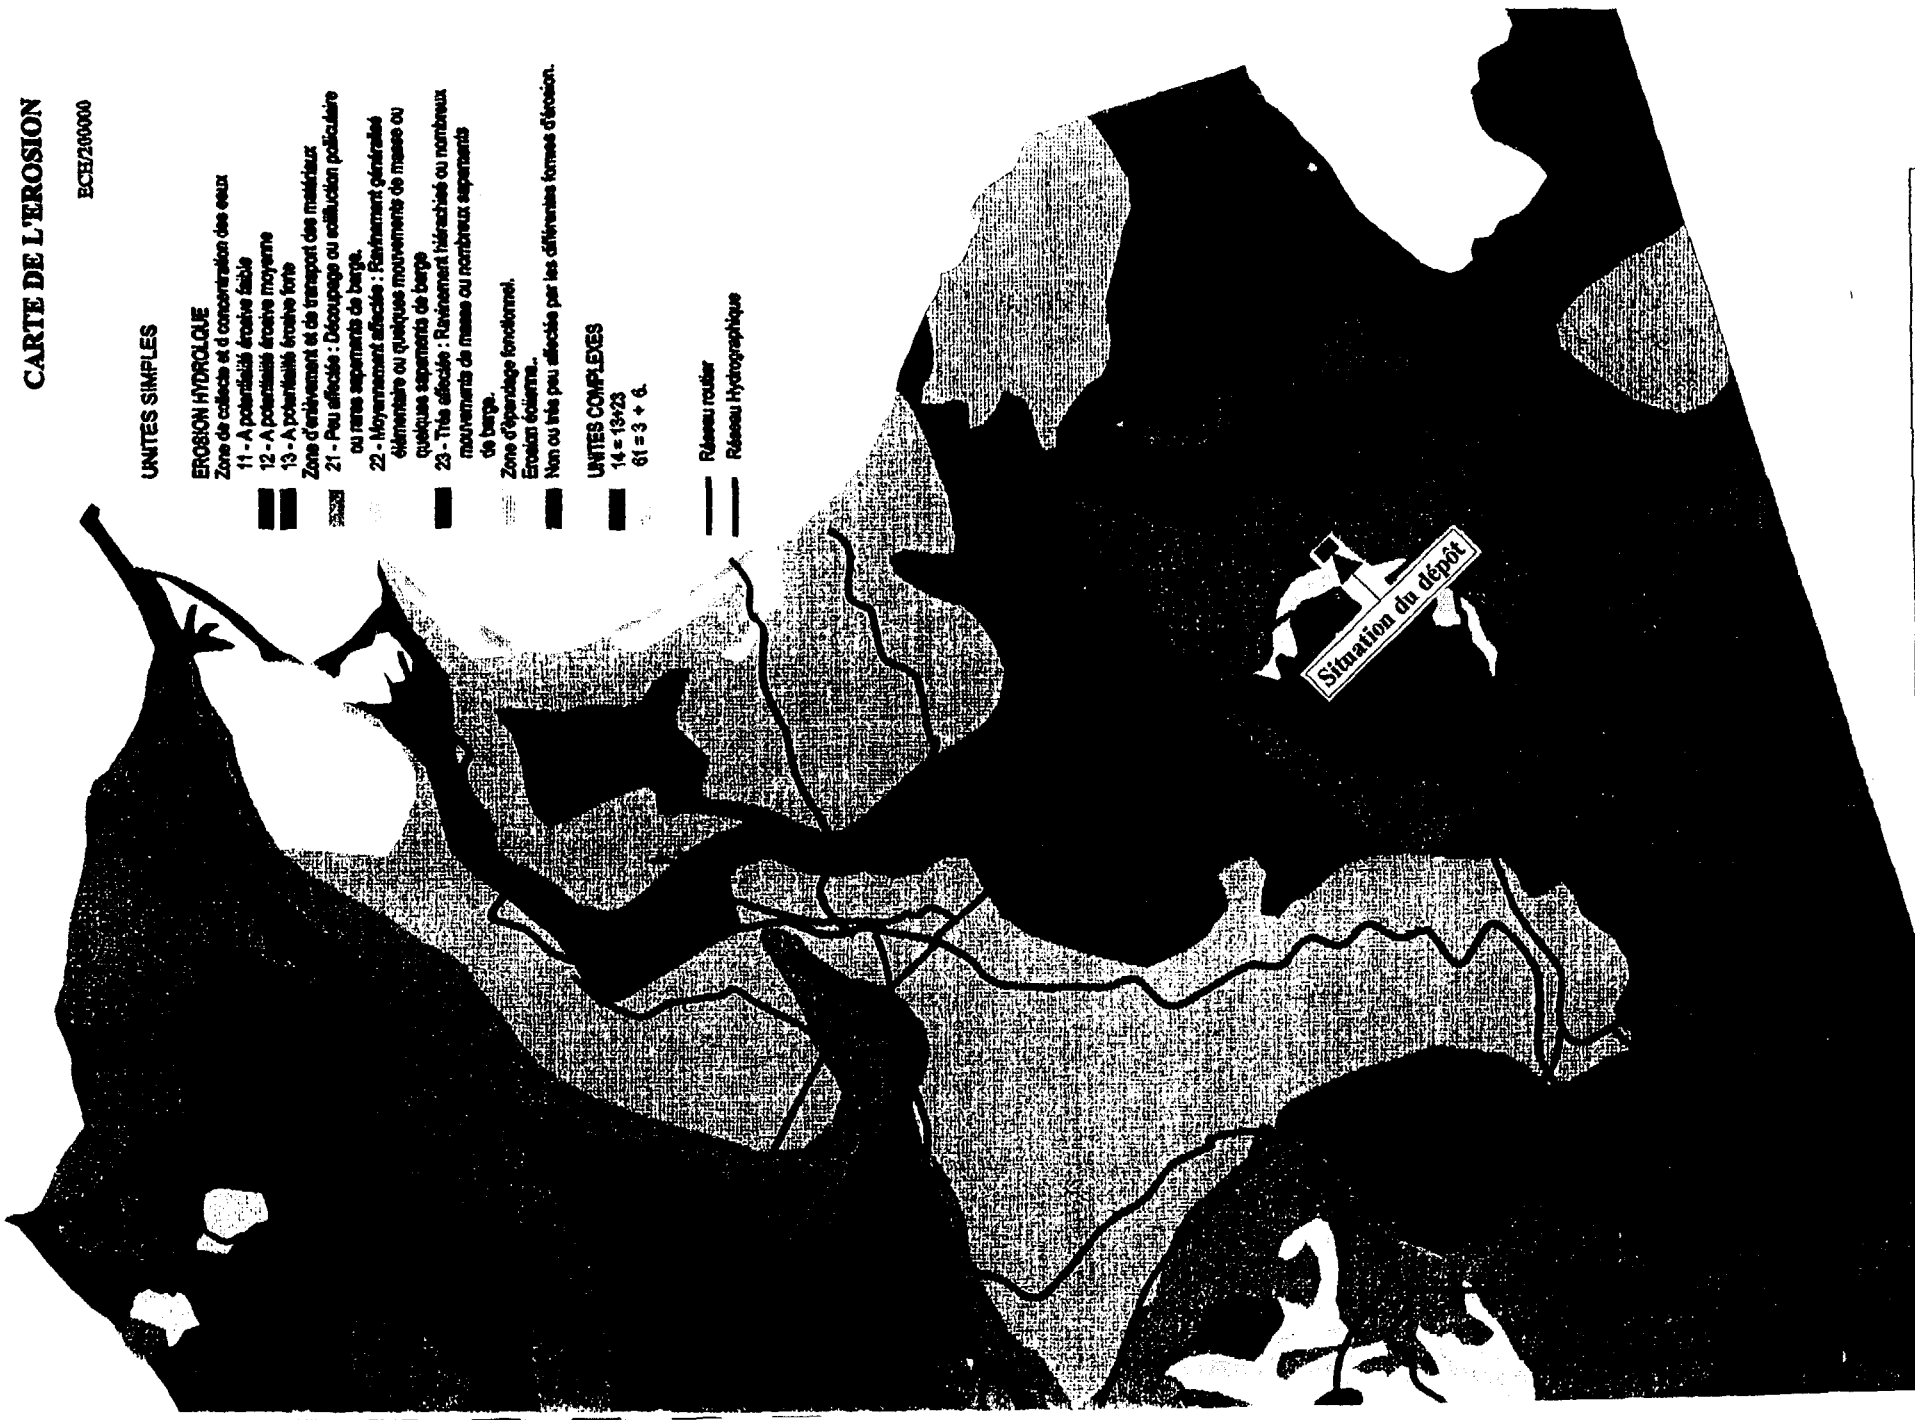 CARTE DE L'EROSION
ECH/200000
UNITES SIMPLES
EROSION HYDROLQUE
Zone de collecte et d concentration des eaux
11 - A potentialité érosive faible
12 - A potentialité érosive moyenne
13 - A potentialité érosive forte
Zone d'enlèvement et de transport des matériaux
21 - Peu affectée : Découpage ou solifluction pelliculaire
ou rares sapements de berge.
22 - Moyennement affectée : Ravinement généralisé
élémentaire ou quelques mouvements de masse ou
quelques sapements de berge
23 - Très affectée : Ravinement hiérachisé ou nombreux
mouvements de masse ou nombreux sapements
de berge.
Zone d'épandage fonctionnel.
Erosion éolienne..
Non ou très peu affectée par les différentes formes d'érosion.
UNITES COMPLEXES
14 = 13+23
61 = 3 + 6.
Réseau routier
Réseau Hydrographique
Situation du dépôt